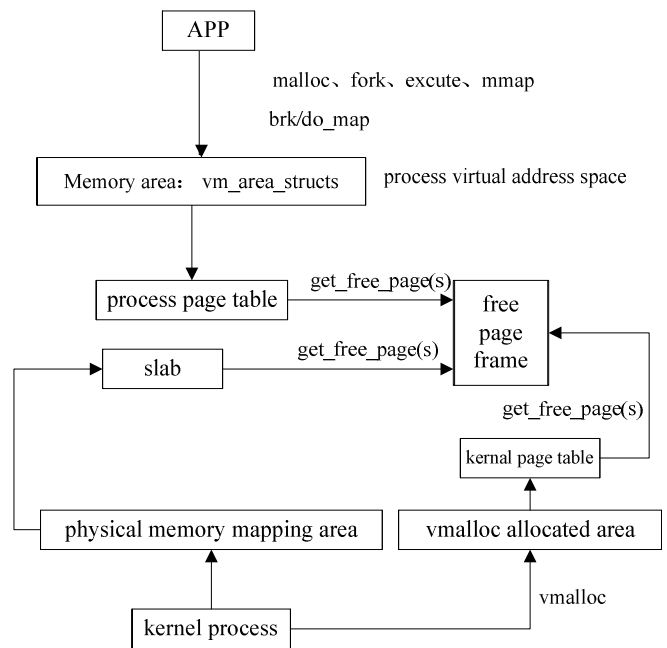 APP
malloc、fork、excute、mmap
brk/do_map
Memory area： vm_area_structs
process virtual address space
process page table
get_free_page(s)
free
page
frame
slab
get_free_page(s)
get_free_page(s)
kernal page table
physical memory mapping area
vmalloc allocated area
vmalloc
kernel process